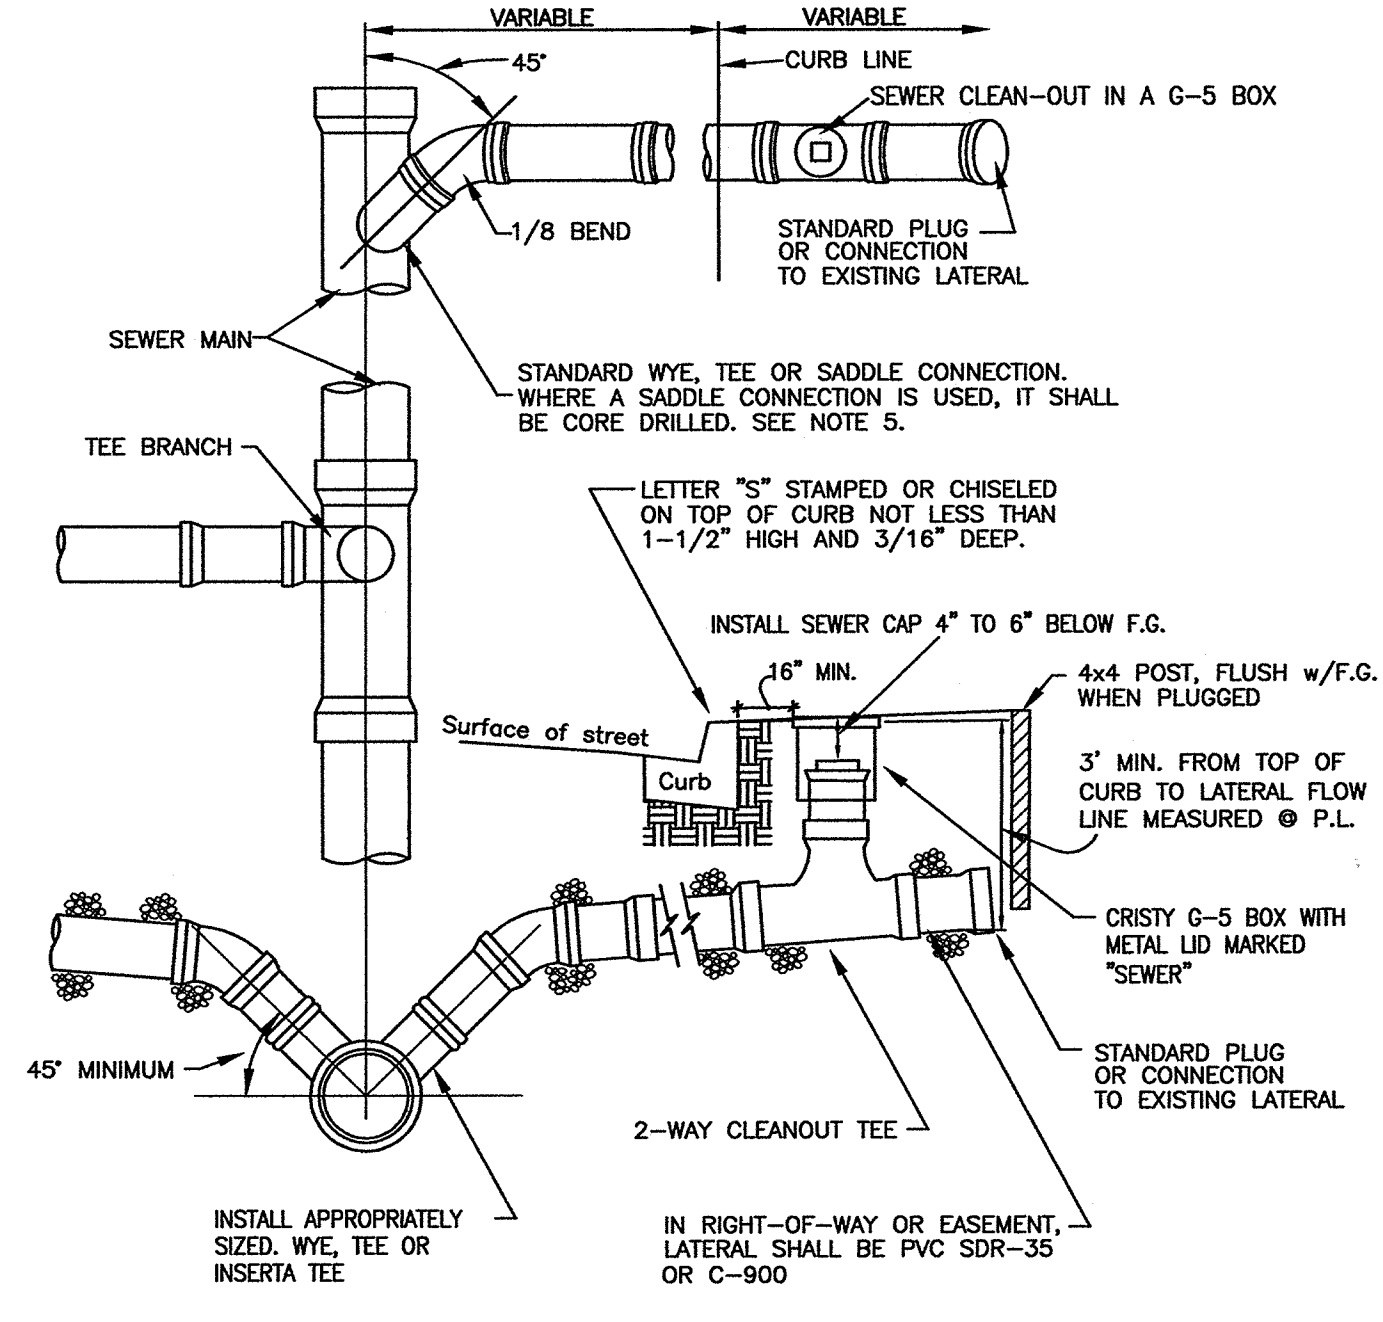 VARIABLE
VARIABLE
45°
CURB LINE
SEWER CLEAN-OUT IN A G-5 BOX
1/8 BEND
STANDARD PLUG
OR CONNECTION
TO EXISTING LATERAL
SEWER MAIN
STANDARD WYE, TEE OR SADDLE CONNECTION.
WHERE A SADDLE CONNECTION IS USED, IT SHALL
BE CORE DRILLED. SEE NOTE 5.
TEE BRANCH
LETTER "S" STAMPED OR CHISELED
ON TOP OF CURB NOT LESS THAN
1-1/2" HIGH AND 3/16" DEEP.
INSTALL SEWER CAP 4" TO 6" BELOW F.G.
16" MIN.
4x4 POST, FLUSH w/F.G.
WHEN PLUGGED
Surface of street
Curb
3' MIN. FROM TOP OF
CURB TO LATERAL FLOW
LINE MEASURED @ P.L.
CRISTY G-5 BOX WITH
METAL LID MARKED
"SEWER"
45° MINIMUM
STANDARD PLUG
OR CONNECTION
TO EXISTING LATERAL
2-WAY CLEANOUT TEE
INSTALL APPROPRIATELY
SIZED. WYE, TEE OR
INSERTA TEE
IN RIGHT-OF-WAY OR EASEMENT,
LATERAL SHALL BE PVC SDR-35
OR C-900